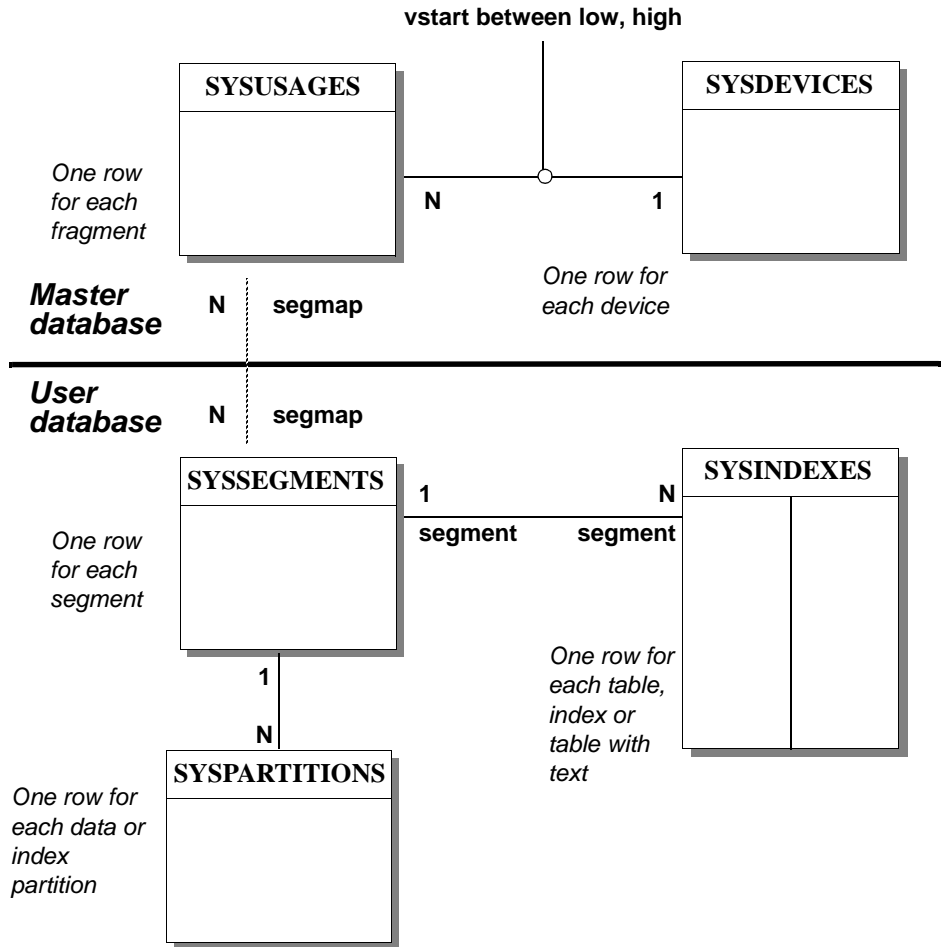 vstart between low, high
SYSUSAGES
SYSDEVICES
One row
for each
fragment
N
1
One row for
each device
Master
database
N
segmap
User
database
N
segmap
SYSSEGMENTS
SYSINDEXES
1
N
segment
segment
One row
for each
segment
One row for
each table,
index or
table with
text
1
N
SYSPARTITIONS
One row for
each data or
index
partition